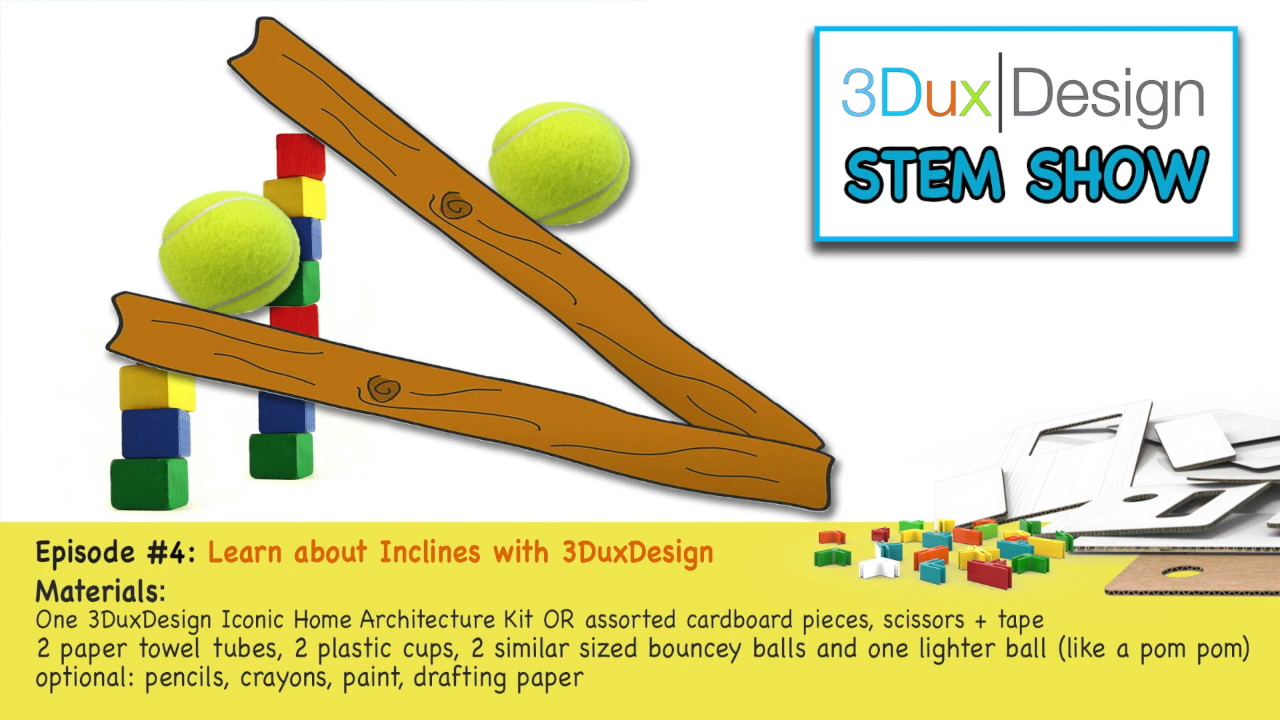 3Dux|Design
STEM SHOW
Episode #4: Learn about Inclines with 3DuxDesign
Materials:
One 3DuxDesign Iconic Home Architecture Kit OR assorted cardboard pieces, scissors + tape
2 paper towel tubes, 2 plastic cups, 2 similar sized bouncey balls and one lighter ball (like a pom pom)
optional: pencils, crayons, paint, drafting paper